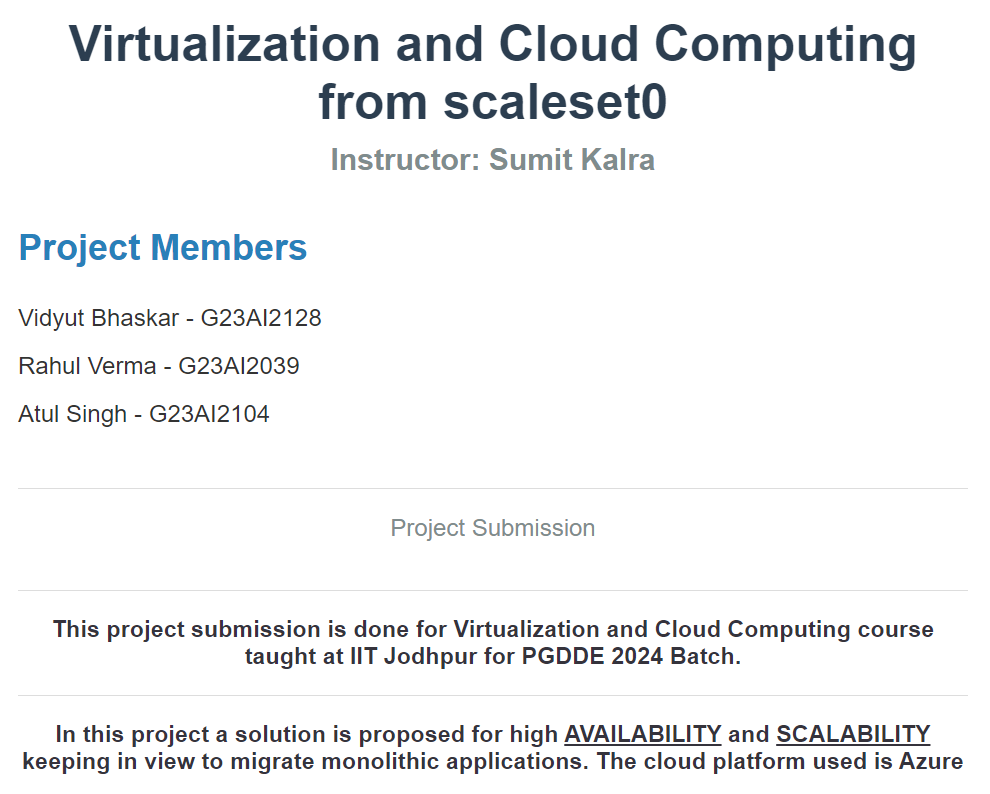 Virtualization and Cloud Computing
from scaleset0
Instructor: Sumit Kalra
Project Members
Vidyut Bhaskar - G23AI2128
Rahul Verma - G23AI2039
Atul Singh - G23AI2104
Project Submission
This project submission is done for Virtualization and Cloud Computing course
taught at IIT Jodhpur for PGDDE 2024 Batch.
In this project a solution is proposed for high AVAILABILITY and SCALABILITY
keeping in view to migrate monolithic applications. The cloud platform used is Azure